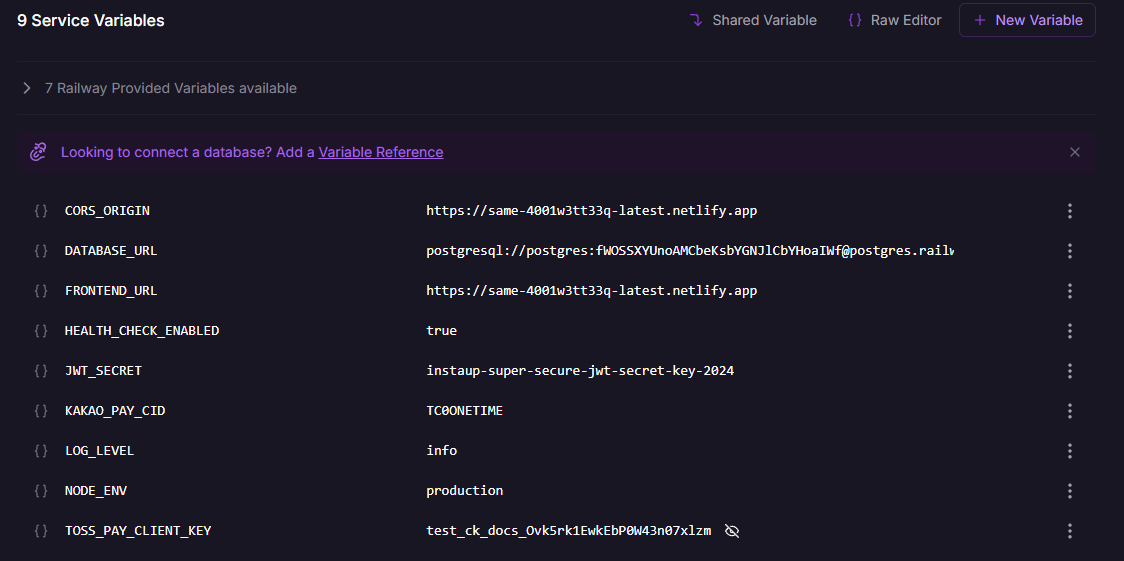 9 Service Variables Shared Variable {} Raw Editor + New Variable
7 Railway Provided Variables available
Looking to connect a database? Add a Variable Reference
{} CORS_ORIGIN https://same-4001w3tt33q-latest.netlify.app
{} DATABASE_URL postgresql://postgres:fWOSSXYUnoAMCbeKsbYGNJlCbYHoaIWf@postgres.railw
{} FRONTEND_URL https://same-4001w3tt33q-latest.netlify.app
{} HEALTH_CHECK_ENABLED true
{} JWT_SECRET instaup-super-secure-jwt-secret-key-2024
{} KAKAO_PAY_CID TC0ONETIME
{} LOG_LEVEL info
{} NODE_ENV production
{} TOSS_PAY_CLIENT_KEY test_ck_docs_Ovk5rk1EwkEbP0W43n07xlzm